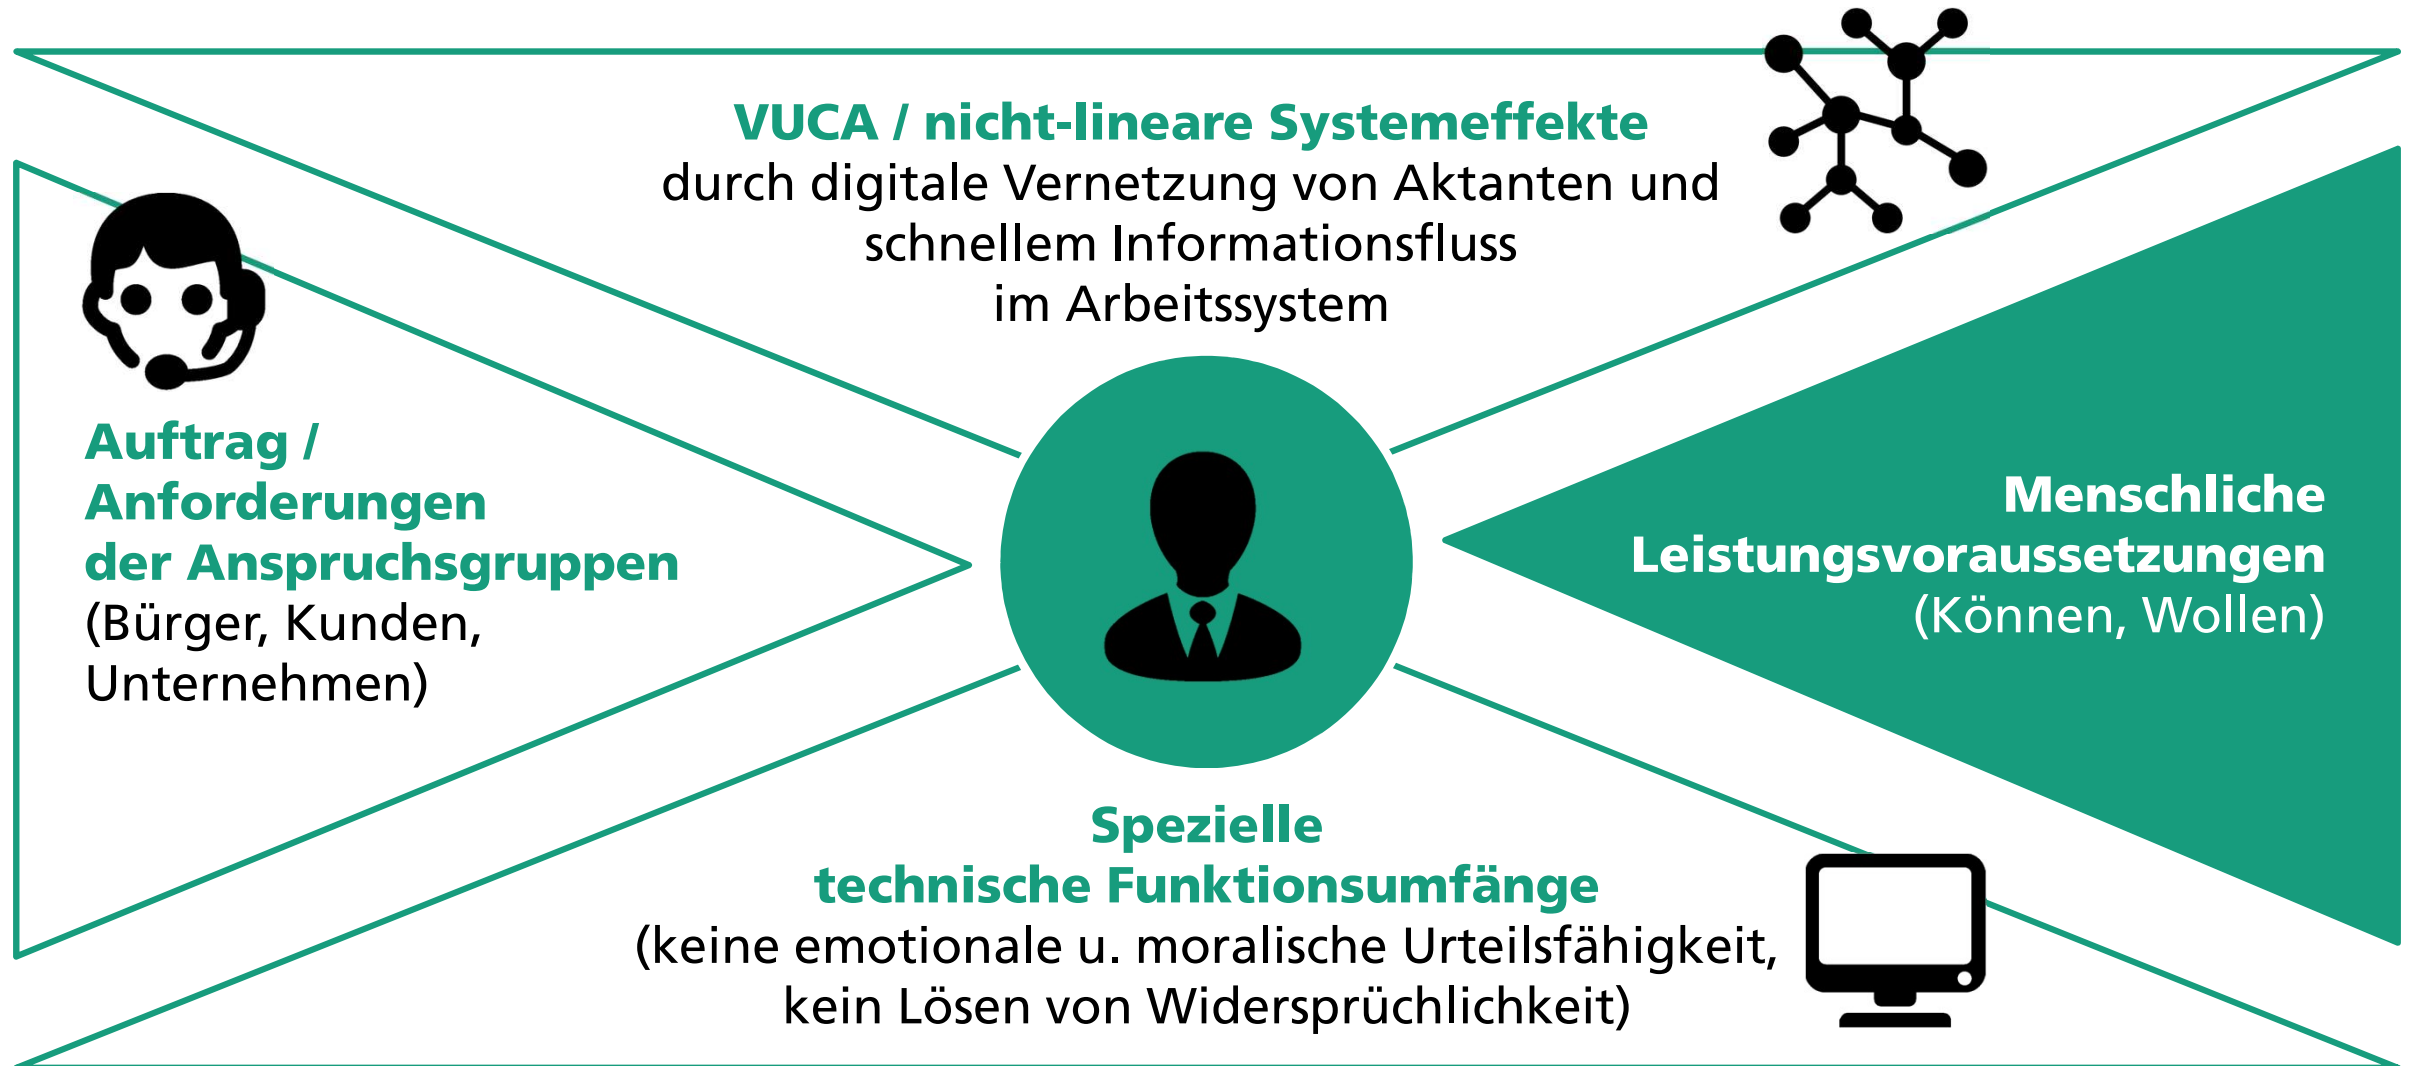 VUCA / nicht-lineare Systemeffekte
durch digitale Vernetzung von Aktanten und
schnellem Informationsfluss
im Arbeitssystem
Auftrag /
Anforderungen
der Anspruchsgruppen
(Bürger, Kunden,
Unternehmen)
Menschliche
Leistungsvoraussetzungen
(Können, Wollen)
Spezielle
technische Funktionsumfänge
(keine emotionale u. moralische Urteilsfähigkeit,
kein Lösen von Widersprüchlichkeit)